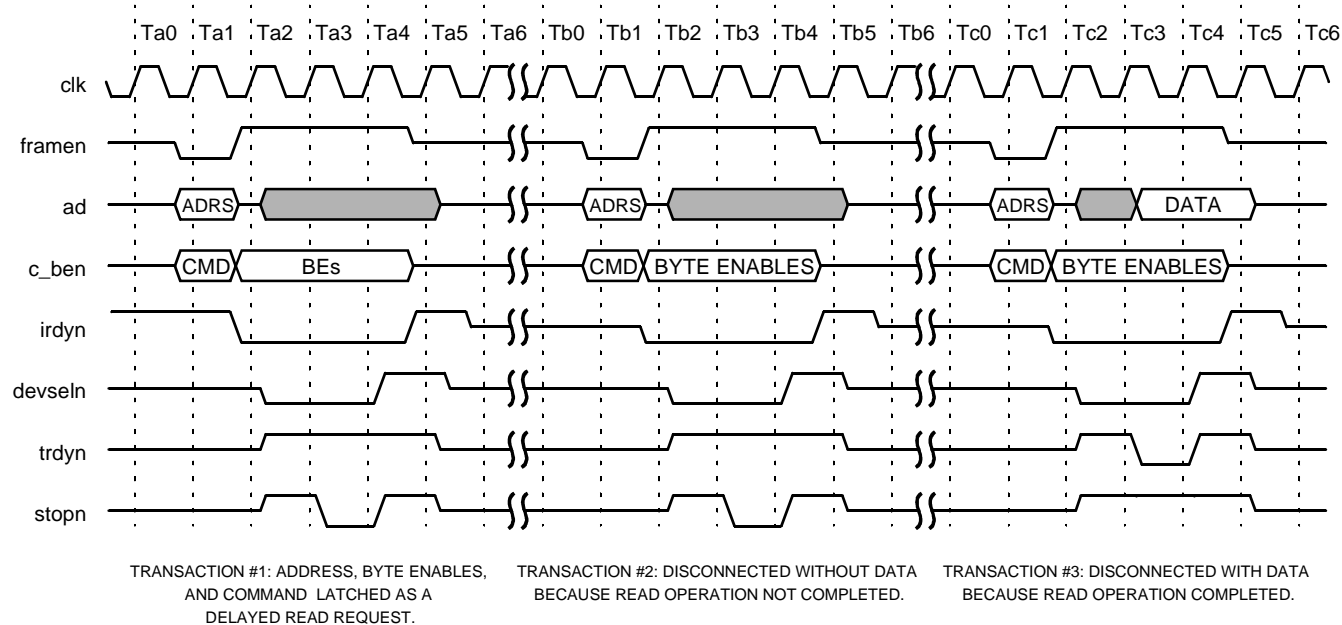 Ta0 Ta1 Ta2 Ta3 Ta4 Ta5 Ta6 Tb0 Tb1 Tb2 Tb3 Tb4 Tb5 Tb6 Tc0 Tc1 Tc2 Tc3 Tc4 Tc5 Tc6
clk
framen
ad ADRS ADRS ADRS DATA
c_ben CMD BEs CMD BYTE ENABLES CMD BYTE ENABLES
irdyn
devseln
trdyn
stopn
TRANSACTION #1: ADDRESS, BYTE ENABLES,
AND COMMAND LATCHED AS A
DELAYED READ REQUEST.
TRANSACTION #2: DISCONNECTED WITHOUT DATA
BECAUSE READ OPERATION NOT COMPLETED.
TRANSACTION #3: DISCONNECTED WITH DATA
BECAUSE READ OPERATION COMPLETED.